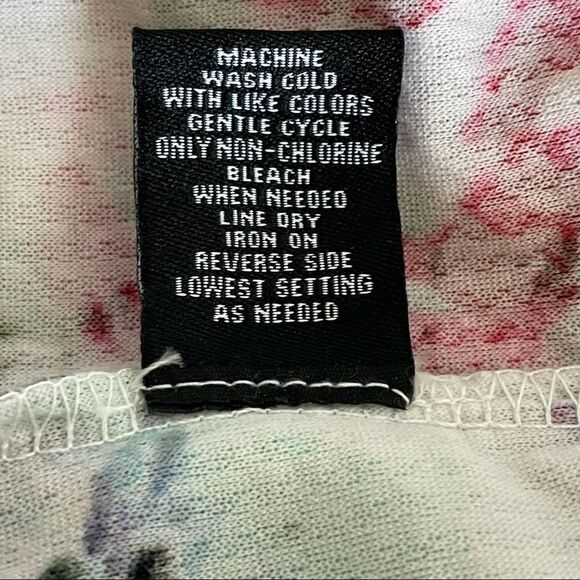 MACHINE
WASH COLD
WITH LIKE COLORS
GENTLE CYCLE
ONLY NON-CHLORINE
BLEACH
WHEN NEEDED
LINE DRY
IRON ON
REVERSE SIDE
LOWEST SETTING
AS NEEDED